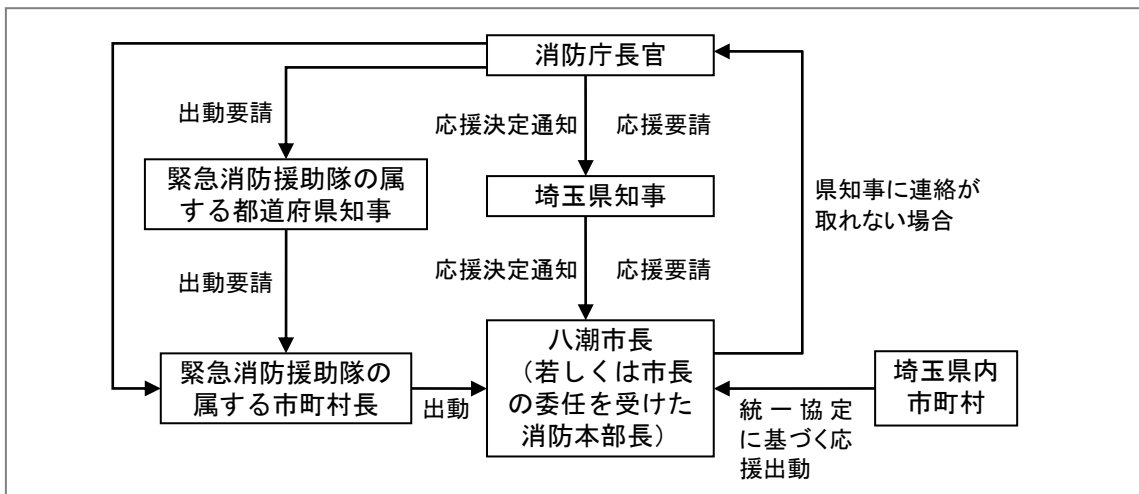 消防庁長官
出動要請
応援決定通知
応援要請
緊急消防援助隊の属
する都道府県知事
埼玉県知事
県知事に連絡が
取れない場合
出動要請
応援決定通知
応援要請
緊急消防援助隊の
属する市町村長
出動
八潮市長
（若しくは市長
の委任を受けた
消防本部長）
統一協定
に基づく応
援出動
埼玉県内
市町村